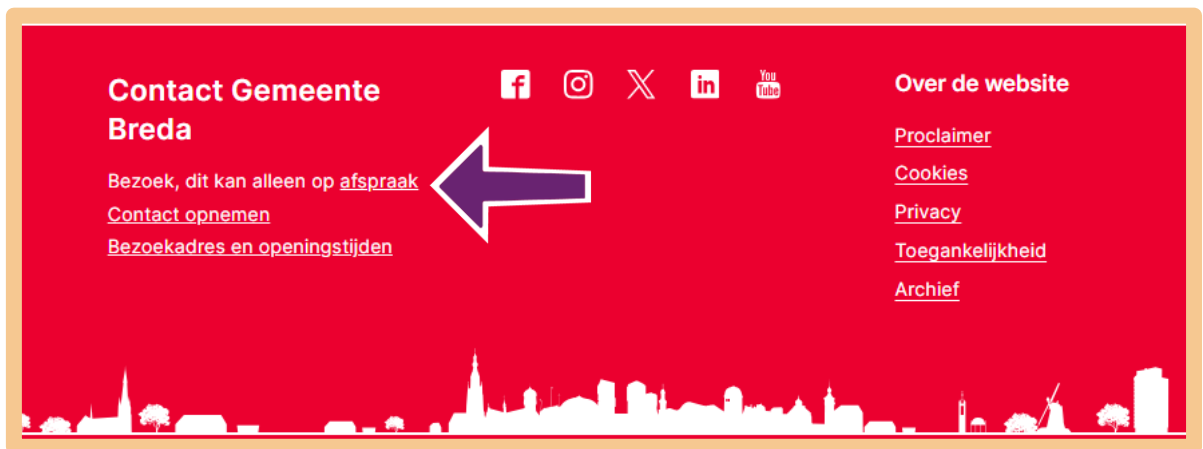 Contact Gemeente
Breda
Bezoek, dit kan alleen op afspraak
Contact opnemen
Bezoekadres en openingstijden
f
X
in
You
Tube
Over de website
Proclaimer
Cookies
Privacy
Toegankelijkheid
Archief